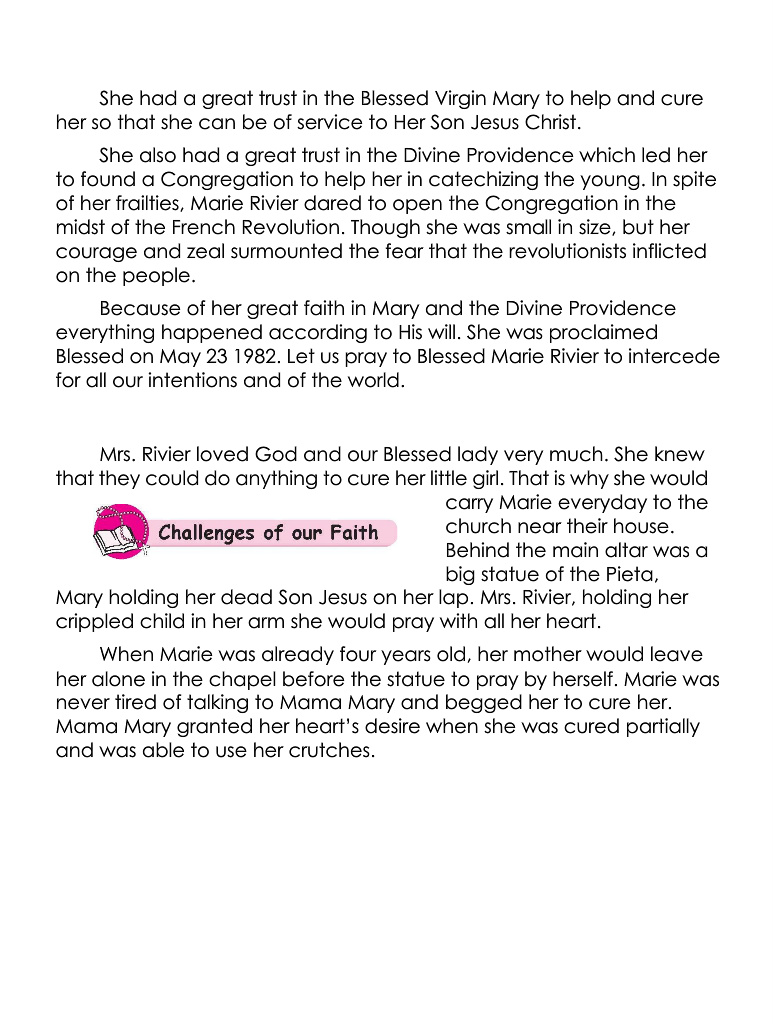 She had a great trust in the Blessed Virgin Mary to help and cure
her so that she can be of service to Her Son Jesus Christ.
She also had a great trust in the Divine Providence which led her
to found a Congregation to help her in catechizing the young. In spite
of her frailties, Marie Rivier dared to open the Congregation in the
midst of the French Revolution. Though she was small in size, but her
courage and zeal surmounted the fear that the revolutionists inflicted
on the people.
Because of her great faith in Mary and the Divine Providence
everything happened according to His will. She was proclaimed
Blessed on May 23 1982. Let us pray to Blessed Marie Rivier to intercede
for all our intentions and of the world.
Mrs. Rivier loved God and our Blessed lady very much. She knew
that they could do anything to cure her little girl. That is why she would
carry Marie everyday to the
church near their house.
Behind the main altar was a
big statue of the Pieta,
Challenges of our Faith
Mary holding her dead Son Jesus on her lap. Mrs. Rivier, holding her
crippled child in her arm she would pray with all her heart.
When Marie was already four years old, her mother would leave
her alone in the chapel before the statue to pray by herself. Marie was
never tired of talking to Mama Mary and begged her to cure her.
Mama Mary granted her heart’s desire when she was cured partially
and was able to use her crutches.